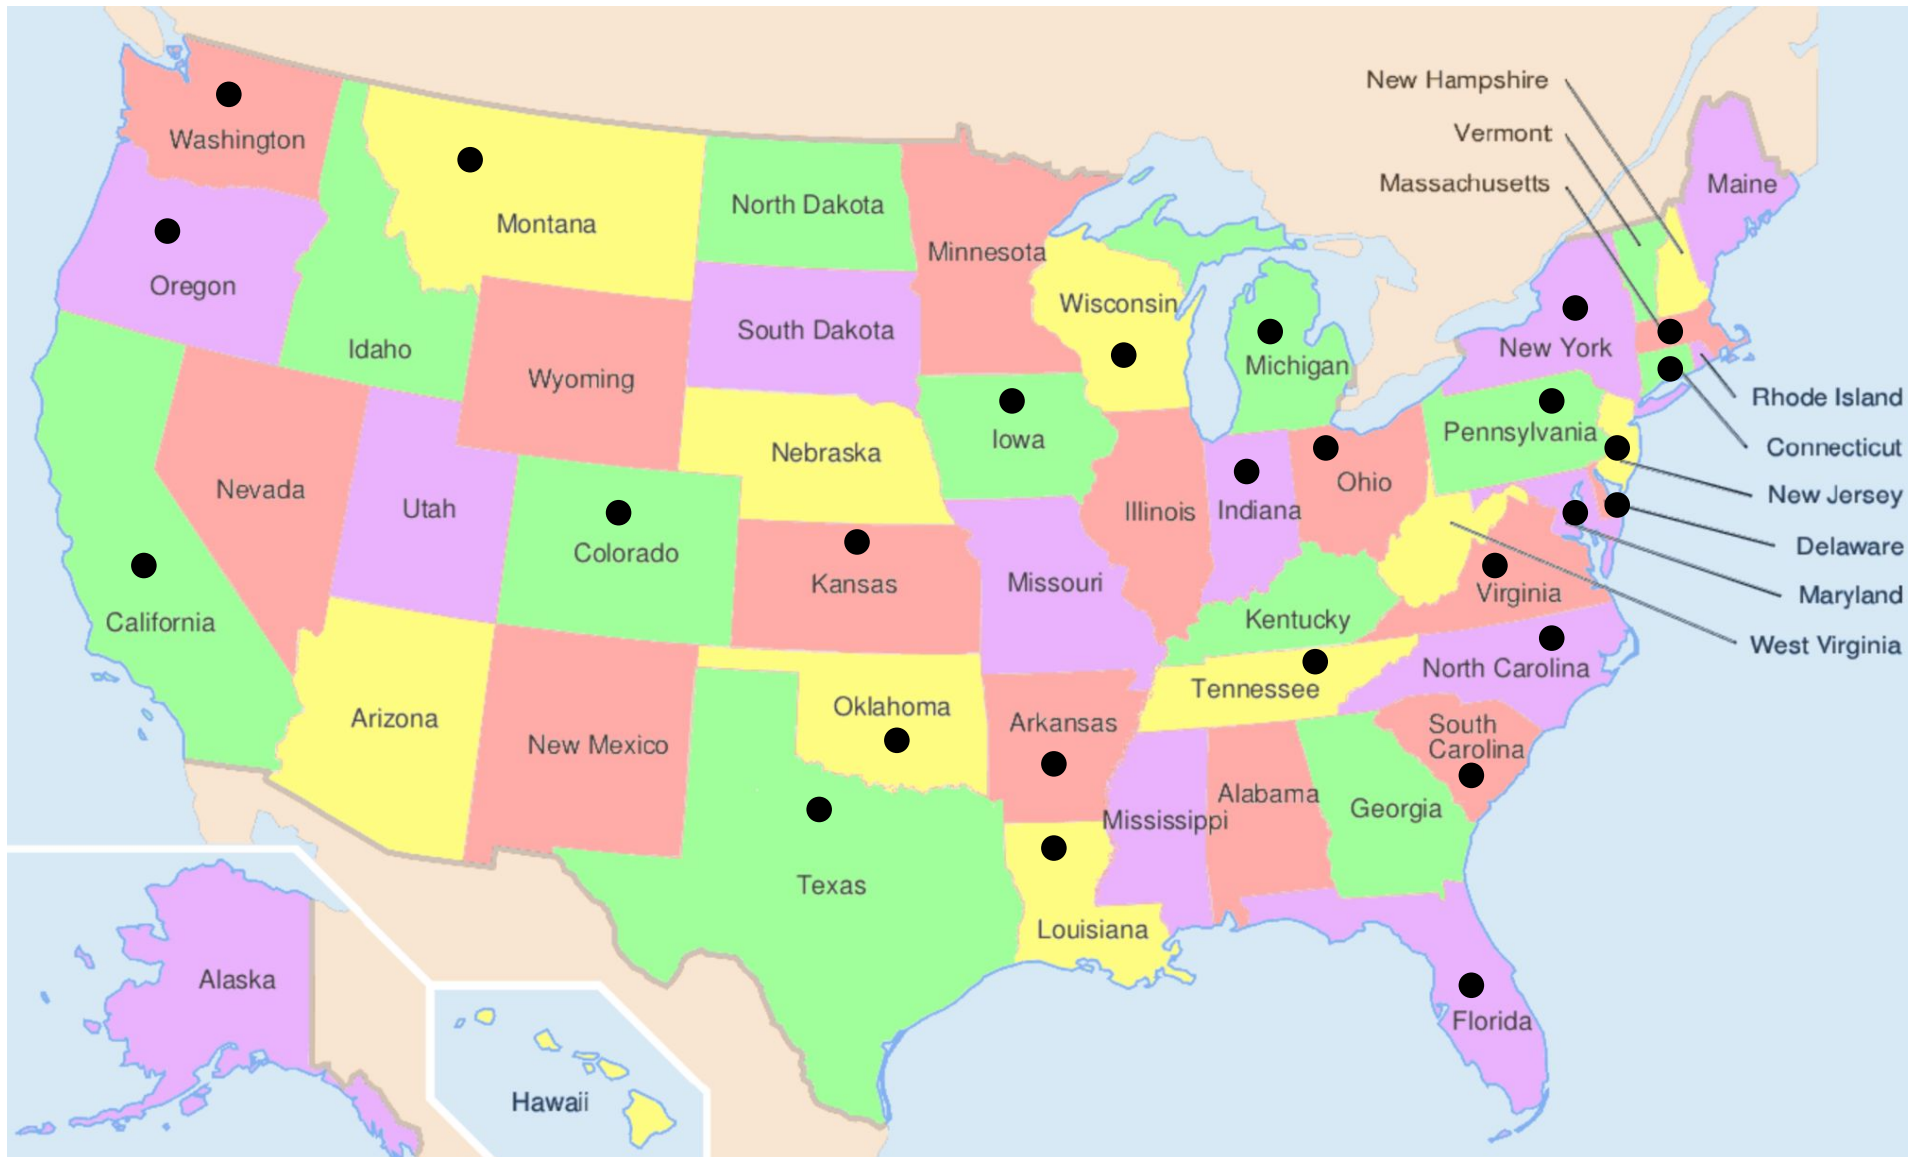 New Hampshire
Vermont
Massachusetts
Maine
Washington
Montana
North Dakota
Minnesota
Oregon
Idaho
South Dakota
Wisconsin
Wyoming
Michigan
New York
Rhode Island
Nebraska
Iowa
Pennsylvania
Connecticut
Nevada
Utah
Illinois
Indiana
Ohio
New Jersey
Colorado
Kansas
Missouri
Delaware
California
Kentucky
Virginia
Maryland
West Virginia
Arizona
New Mexico
Oklahoma
Arkansas
Tennessee
North Carolina
South
Carolina
Mississippi
Alabama
Georgia
Texas
Louisiana
Alaska
Florida
Hawaii